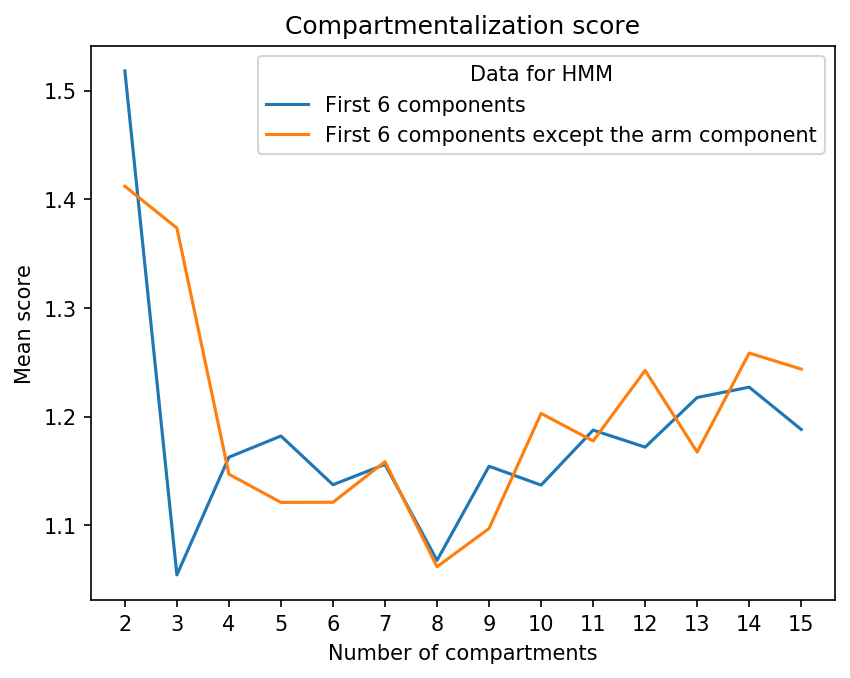 Compartmentalization score
Data for HMM
First 6 components
First 6 components except the arm component
Mean score
1.5
1.4
1.3
1.2
1.1
2 3 4 5 6 7 8 9 10 11 12 13 14 15
Number of compartments